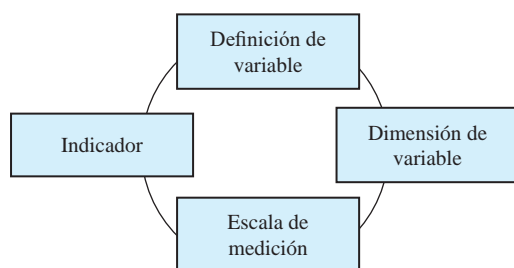 Definición de
variable
Indicador
Dimensión de
variable
Escala de
medición